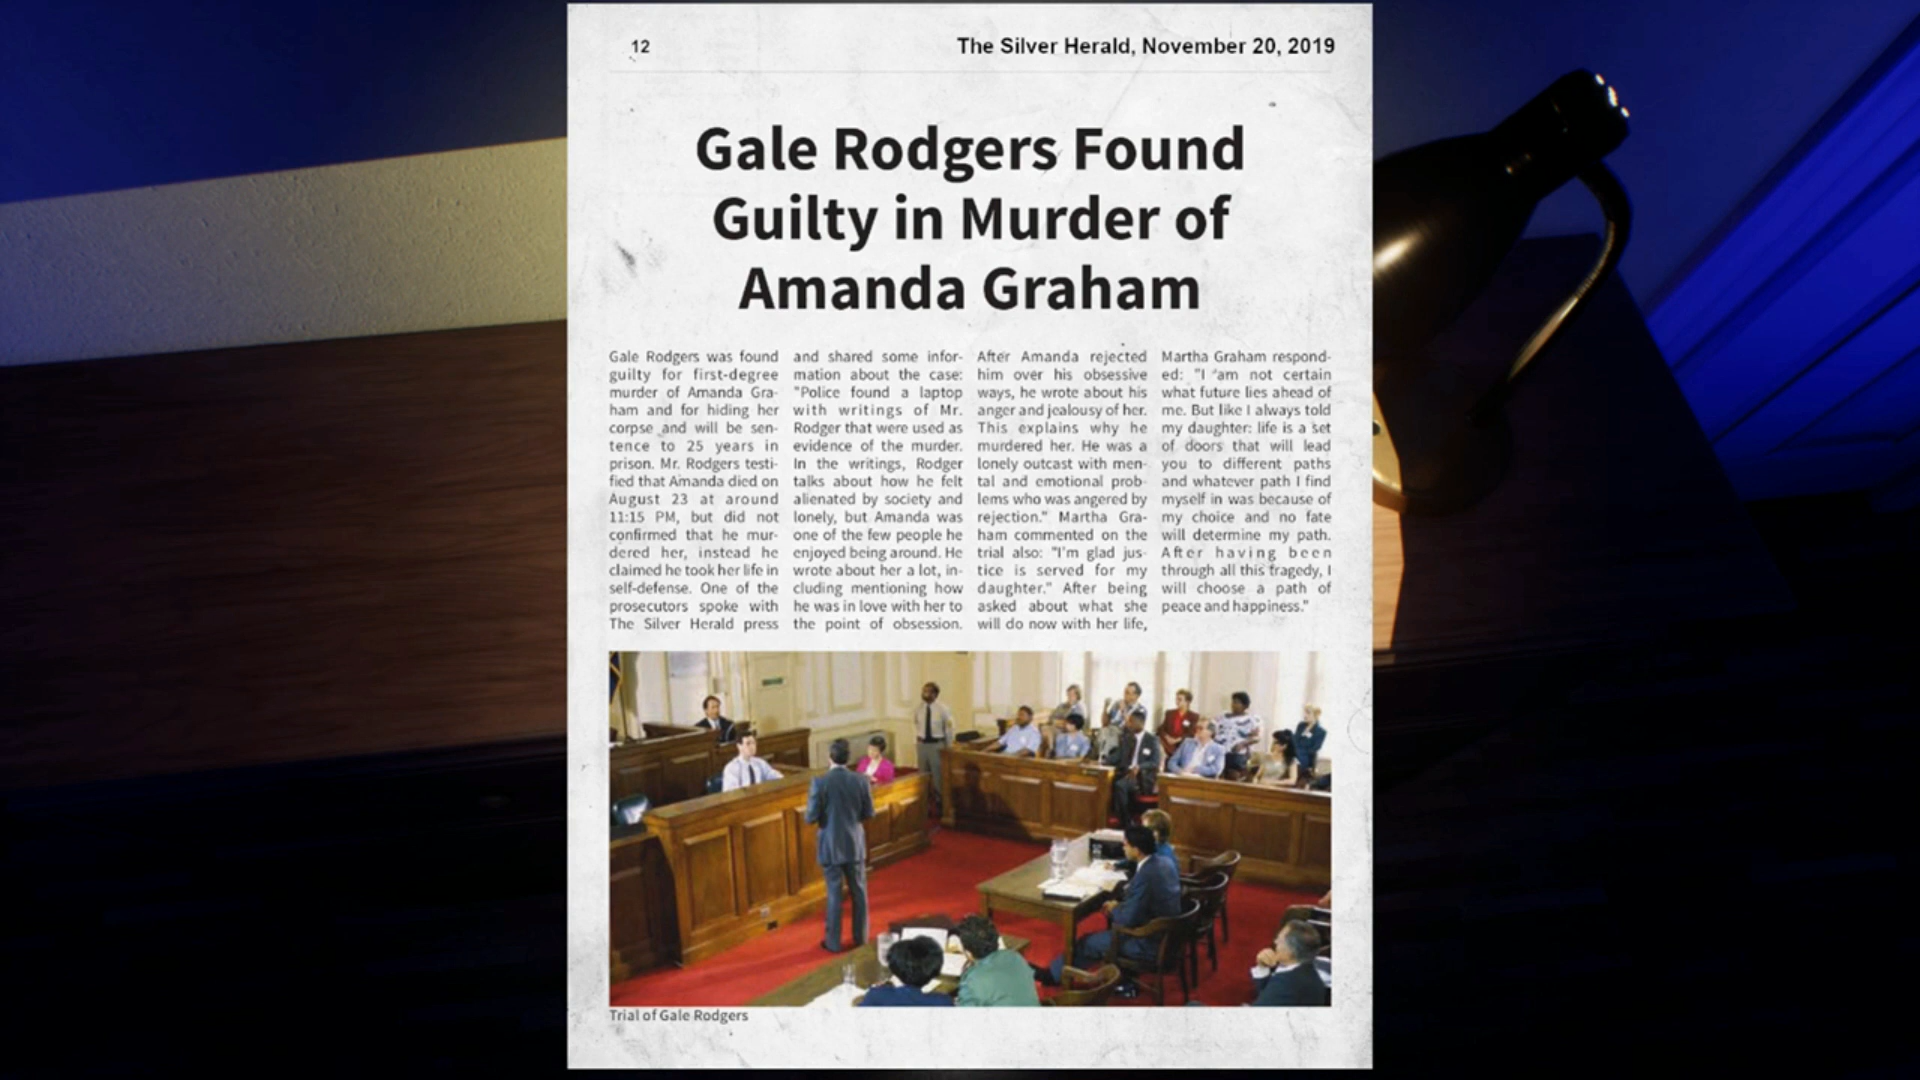 12
The Silver Herald, November 20, 2019
Gale Rodgers Found
Guilty in Murder of
Amanda Graham
Gale Rodgers was found
guilty for first-degree
murder of Amanda Gra-
ham and for hiding her
corpse and will be sen-
tence to 25 years in
prison. Mr. Rodgers testi-
fied that Amanda died on
August 23 at around
11:15 PM, but did not
confirmed that he mur-
dered her, instead he
claimed he took her life in
self-defense. One of the
prosecutors spoke with
The Silver Herald press
and shared some infor-
mation about the case:
"Police found a laptop
with writings of Mr.
Rodger that were used as
evidence of the murder.
In the writings, Rodger
talks about how he felt
alienated by society and
lonely, but Amanda was
one of the few people he
enjoyed being around. He
wrote about her a lot, in-
cluding mentioning how
he was in love with her to
the point of obsession.
After Amanda rejected
him over his obsessive
ways, he wrote about his
anger and jealousy of her.
This explains why he
murdered her. He was a
lonely outcast with men-
tal and emotional prob-
lems who was angered by
rejection." Martha Gra-
ham commented on the
trial also: "I'm glad jus-
tice is served for my
daughter." After being
asked about what she
will do now with her life,
Martha Graham respond-
ed: "I am not certain
what future lies ahead of
me. But like I always told
my daughter: life is a set
of doors that will lead
you to different paths
and whatever path I find
myself in was because of
my choice and no fate
will determine my path.
After having been
through all this tragedy, I
will choose a path of
peace and happiness."
Trial of Gale Rodgers